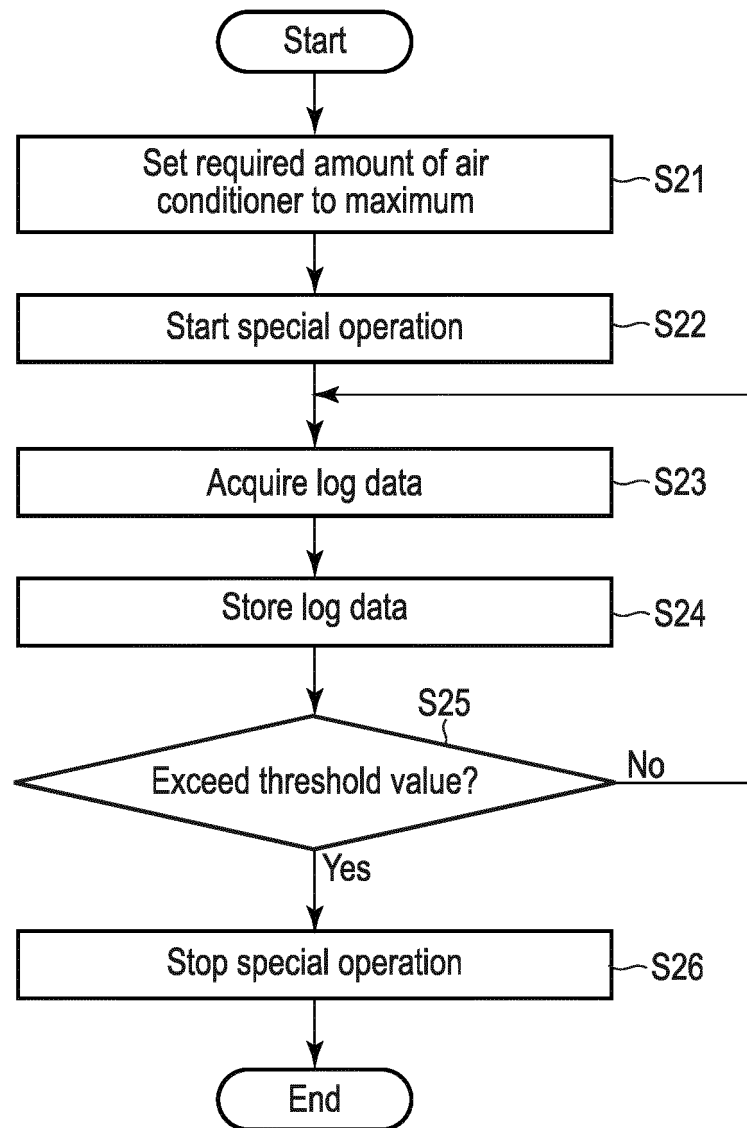 Start
Set required amount of air
conditioner to maximum
S21
Start special operation
S22
Acquire log data
S23
Store log data
S24
S25
Exceed threshold value?
No
Yes
Stop special operation
S26
End